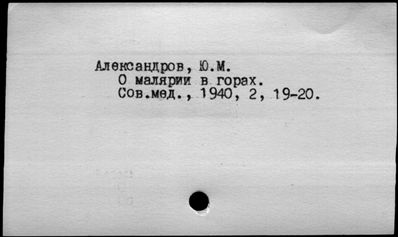 Александров, Ю.М.
О малярии в горах.
Сов.мед., 1940, 2, 19-20.